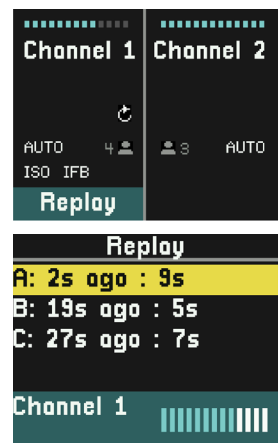 Channel 1 Channel 2
AUTO 4 3 AUTO
ISO IFB
Replay
Replay
A: 2s ago : 9s
B: 19s ago : 5s
C: 27s ago : 7s
Channel 1